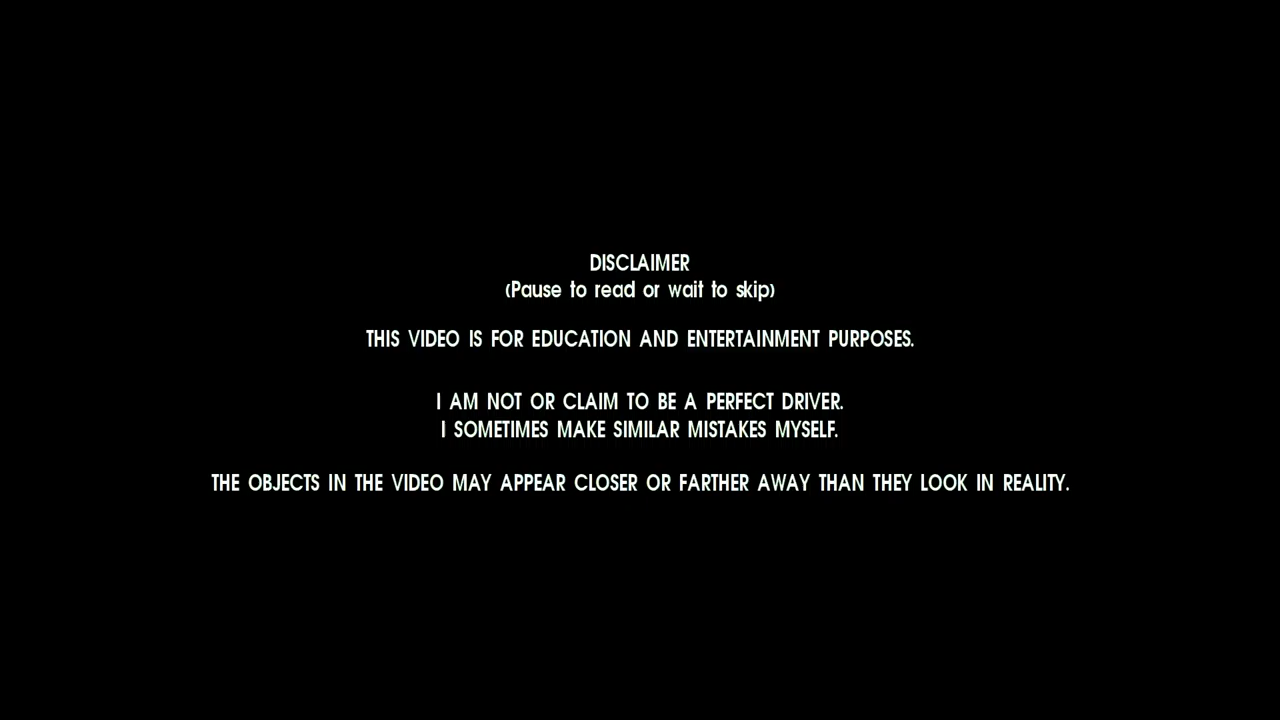 DISCLAIMER
(Pause to read or wait to skip)
THIS VIDEO IS FOR EDUCATION AND ENTERTAINMENT PURPOSES.
I AM NOT OR CLAIM TO BE A PERFECT DRIVER.
I SOMETIMES MAKE SIMILAR MISTAKES MYSELF.
THE OBJECTS IN THE VIDEO MAY APPEAR CLOSER OR FARTHER AWAY THAN THEY LOOK IN REALITY.